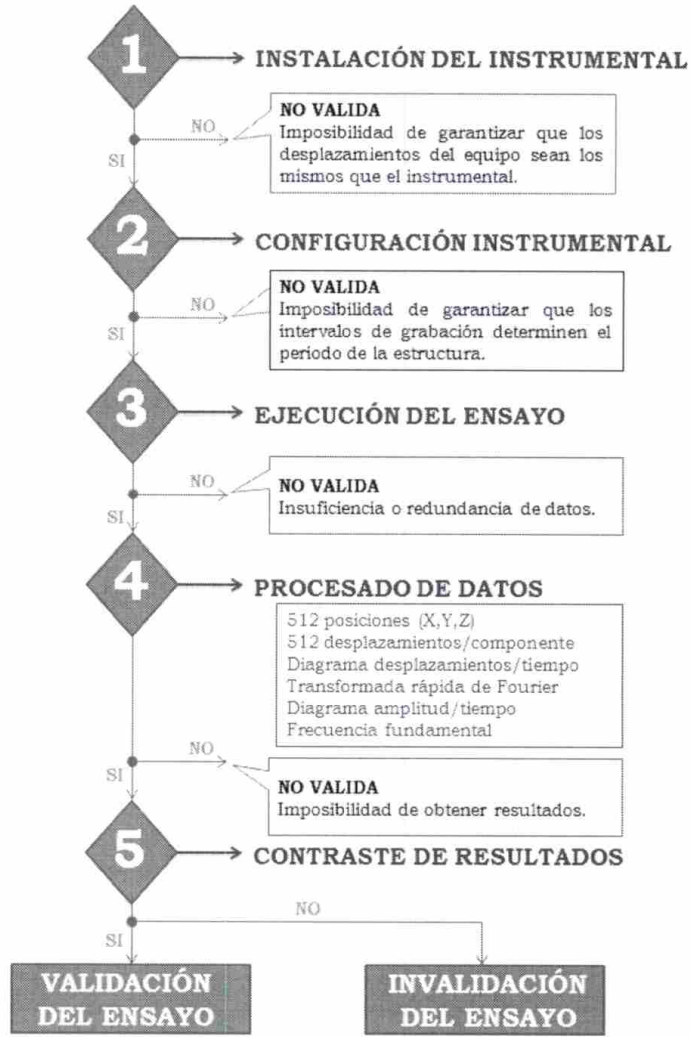 1
INSTALACIÓN DEL INSTRUMENTAL
NO
NO VALIDA
Imposibilidad de garantizar que los
desplazamientos del equipo sean los
mismos que el instrumental.
SI
2
CONFIGURACIÓN INSTRUMENTAL
NO
NO VALIDA
Imposibilidad de garantizar que los
intervalos de grabación determinen el
período de la estructura.
SI
3
EJECUCIÓN DEL ENSAYO
NO
NO VALIDA
Insuficiencia o redundancia de datos.
SI
4
PROCESADO DE DATOS
512 posiciones (X,Y,Z)
512 desplazamientos/componente
Diagrama desplazamientos/tiempo
Transformada rápida de Fourier
Diagrama amplitud/tiempo
Frecuencia fundamental
NO
NO VALIDA
Imposibilidad de obtener resultados.
SI
5
CONTRASTE DE RESULTADOS
NO
SI
VALIDACIÓN
DEL ENSAYO
INVALIDACIÓN
DEL ENSAYO